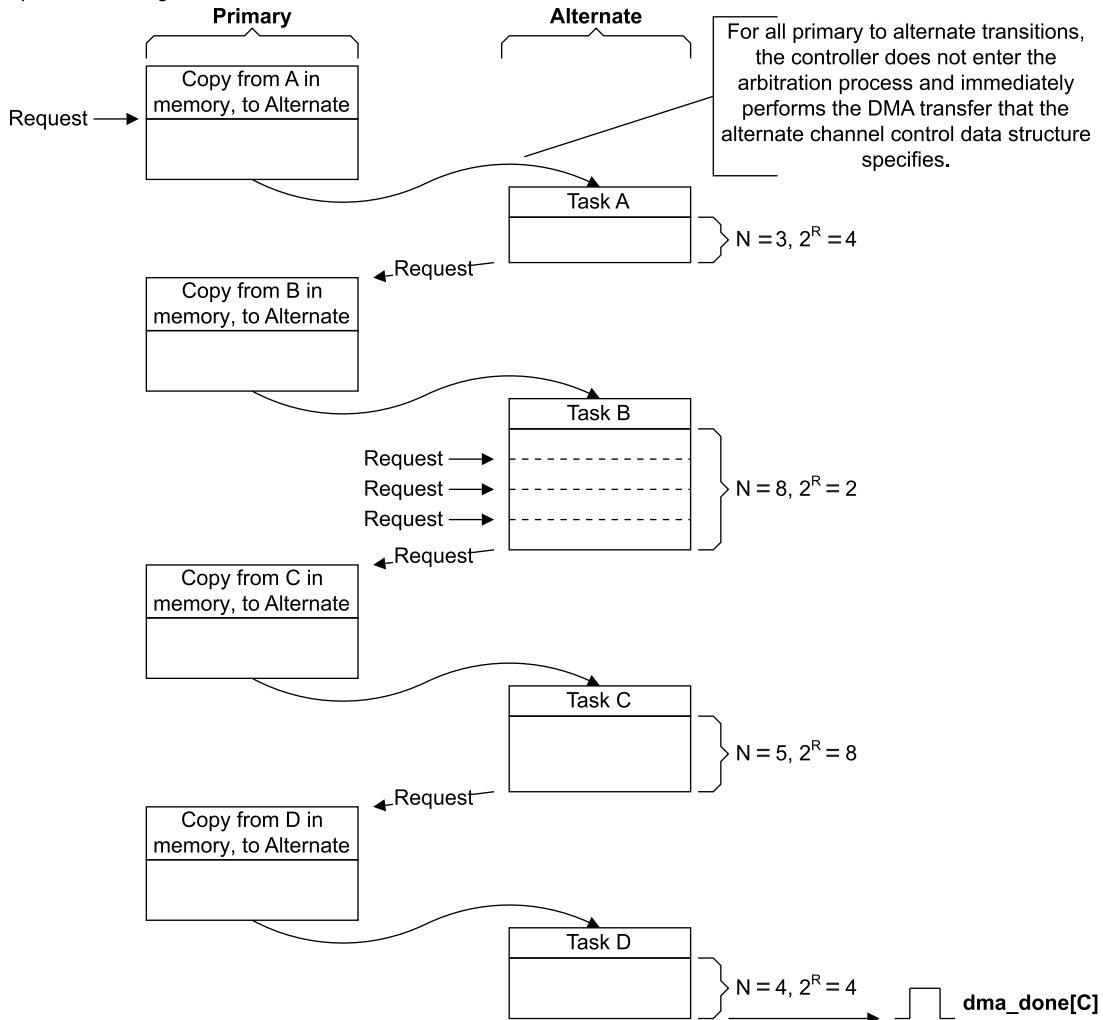 Primary
Alternate
For all primary to alternate transitions,
the controller does not enter the
arbitration process and immediately
performs the DMA transfer that the
alternate channel control data structure
specifies.
Copy from A in
memory, to Alternate
Request
Task A
N = 3, 2^R = 4
Request
Copy from B in
memory, to Alternate
Task B
Request
Request
Request
N = 8, 2^R = 2
Request
Copy from C in
memory, to Alternate
Task C
N = 5, 2^R = 8
Request
Copy from D in
memory, to Alternate
Task D
N = 4, 2^R = 4
dma_done[C]